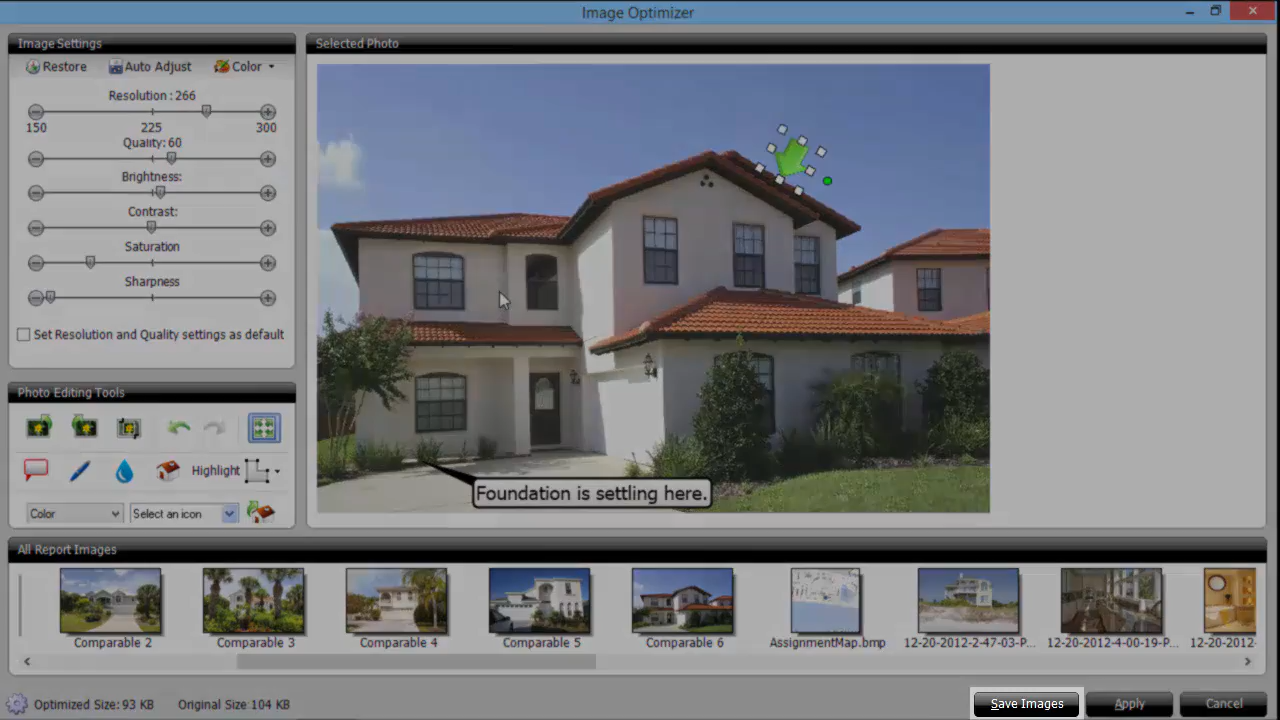 Image Optimizer
Image Settings
Restore Auto Adjust Color
Resolution : 266
150 225 300
Quality: 60
Brightness:
Contrast:
Saturation
Sharpness
Set Resolution and Quality settings as default
Photo Editing Tools
Highlight
Color Select an icon
Selected Photo
Foundation is settling here.
All Report Images
Comparable 2 Comparable 3 Comparable 4 Comparable 5 Comparable 6 AssignmentMap.bmp 12-20-2012-2-47-03-P... 12-20-2012-4-00-19-P... 12-20-2012-
Optimized Size: 93 KB Original Size: 104 KB
Save Images Apply Cancel